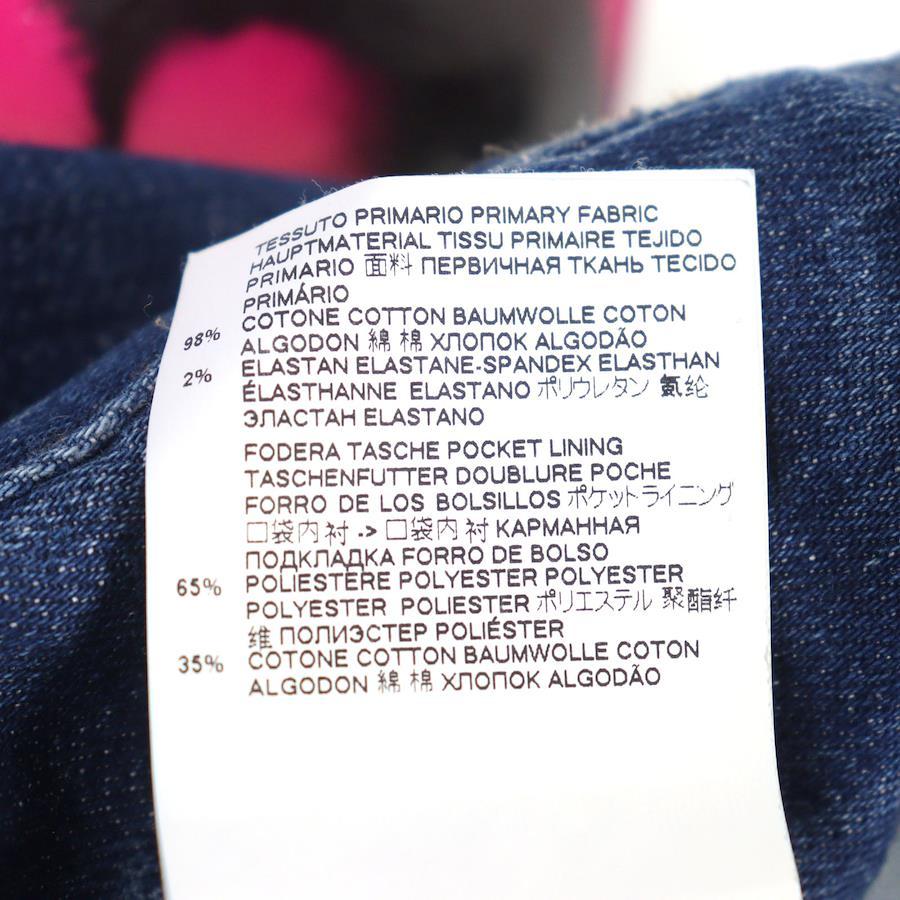 TESSUTO PRIMARIO PRIMARY FABRIC
HAUPTMATERIAL TISSU PRIMAIRE TEJIDO
PRIMARIO 面料 ПЕРВИЧНАЯ ТКАНЬ TECIDO
PRIMÁRIO
98% COTONE COTTON BAUMWOLLE COTON
ALGODON 綿 棉 ХЛОПОК ALGODÃO
2% ELASTAN ELASTANE-SPANDEX ELASTHAN
ÉLASTHANNE ELASTANO ポリウレタン 氨纶
ЭЛАСТАН ELASTANO
FODERA TASCHE POCKET LINING
TASCHENFUTTER DOUBLURE POCHE
FORRO DE LOS BOLSILLOS ポケットライニング
口袋内衬 -> 口袋内衬 КАРМАННАЯ
ПОДКЛАДКА FORRO DE BOLSO
65% POLIESTERE POLYESTER POLYESTER
POLYESTER POLIESTER ポリエステル 聚酯纤
维 ПОЛИЭСТЕР POLIÉSTER
35% COTONE COTTON BAUMWOLLE COTON
ALGODON 綿 棉 ХЛОПОК ALGODÃO